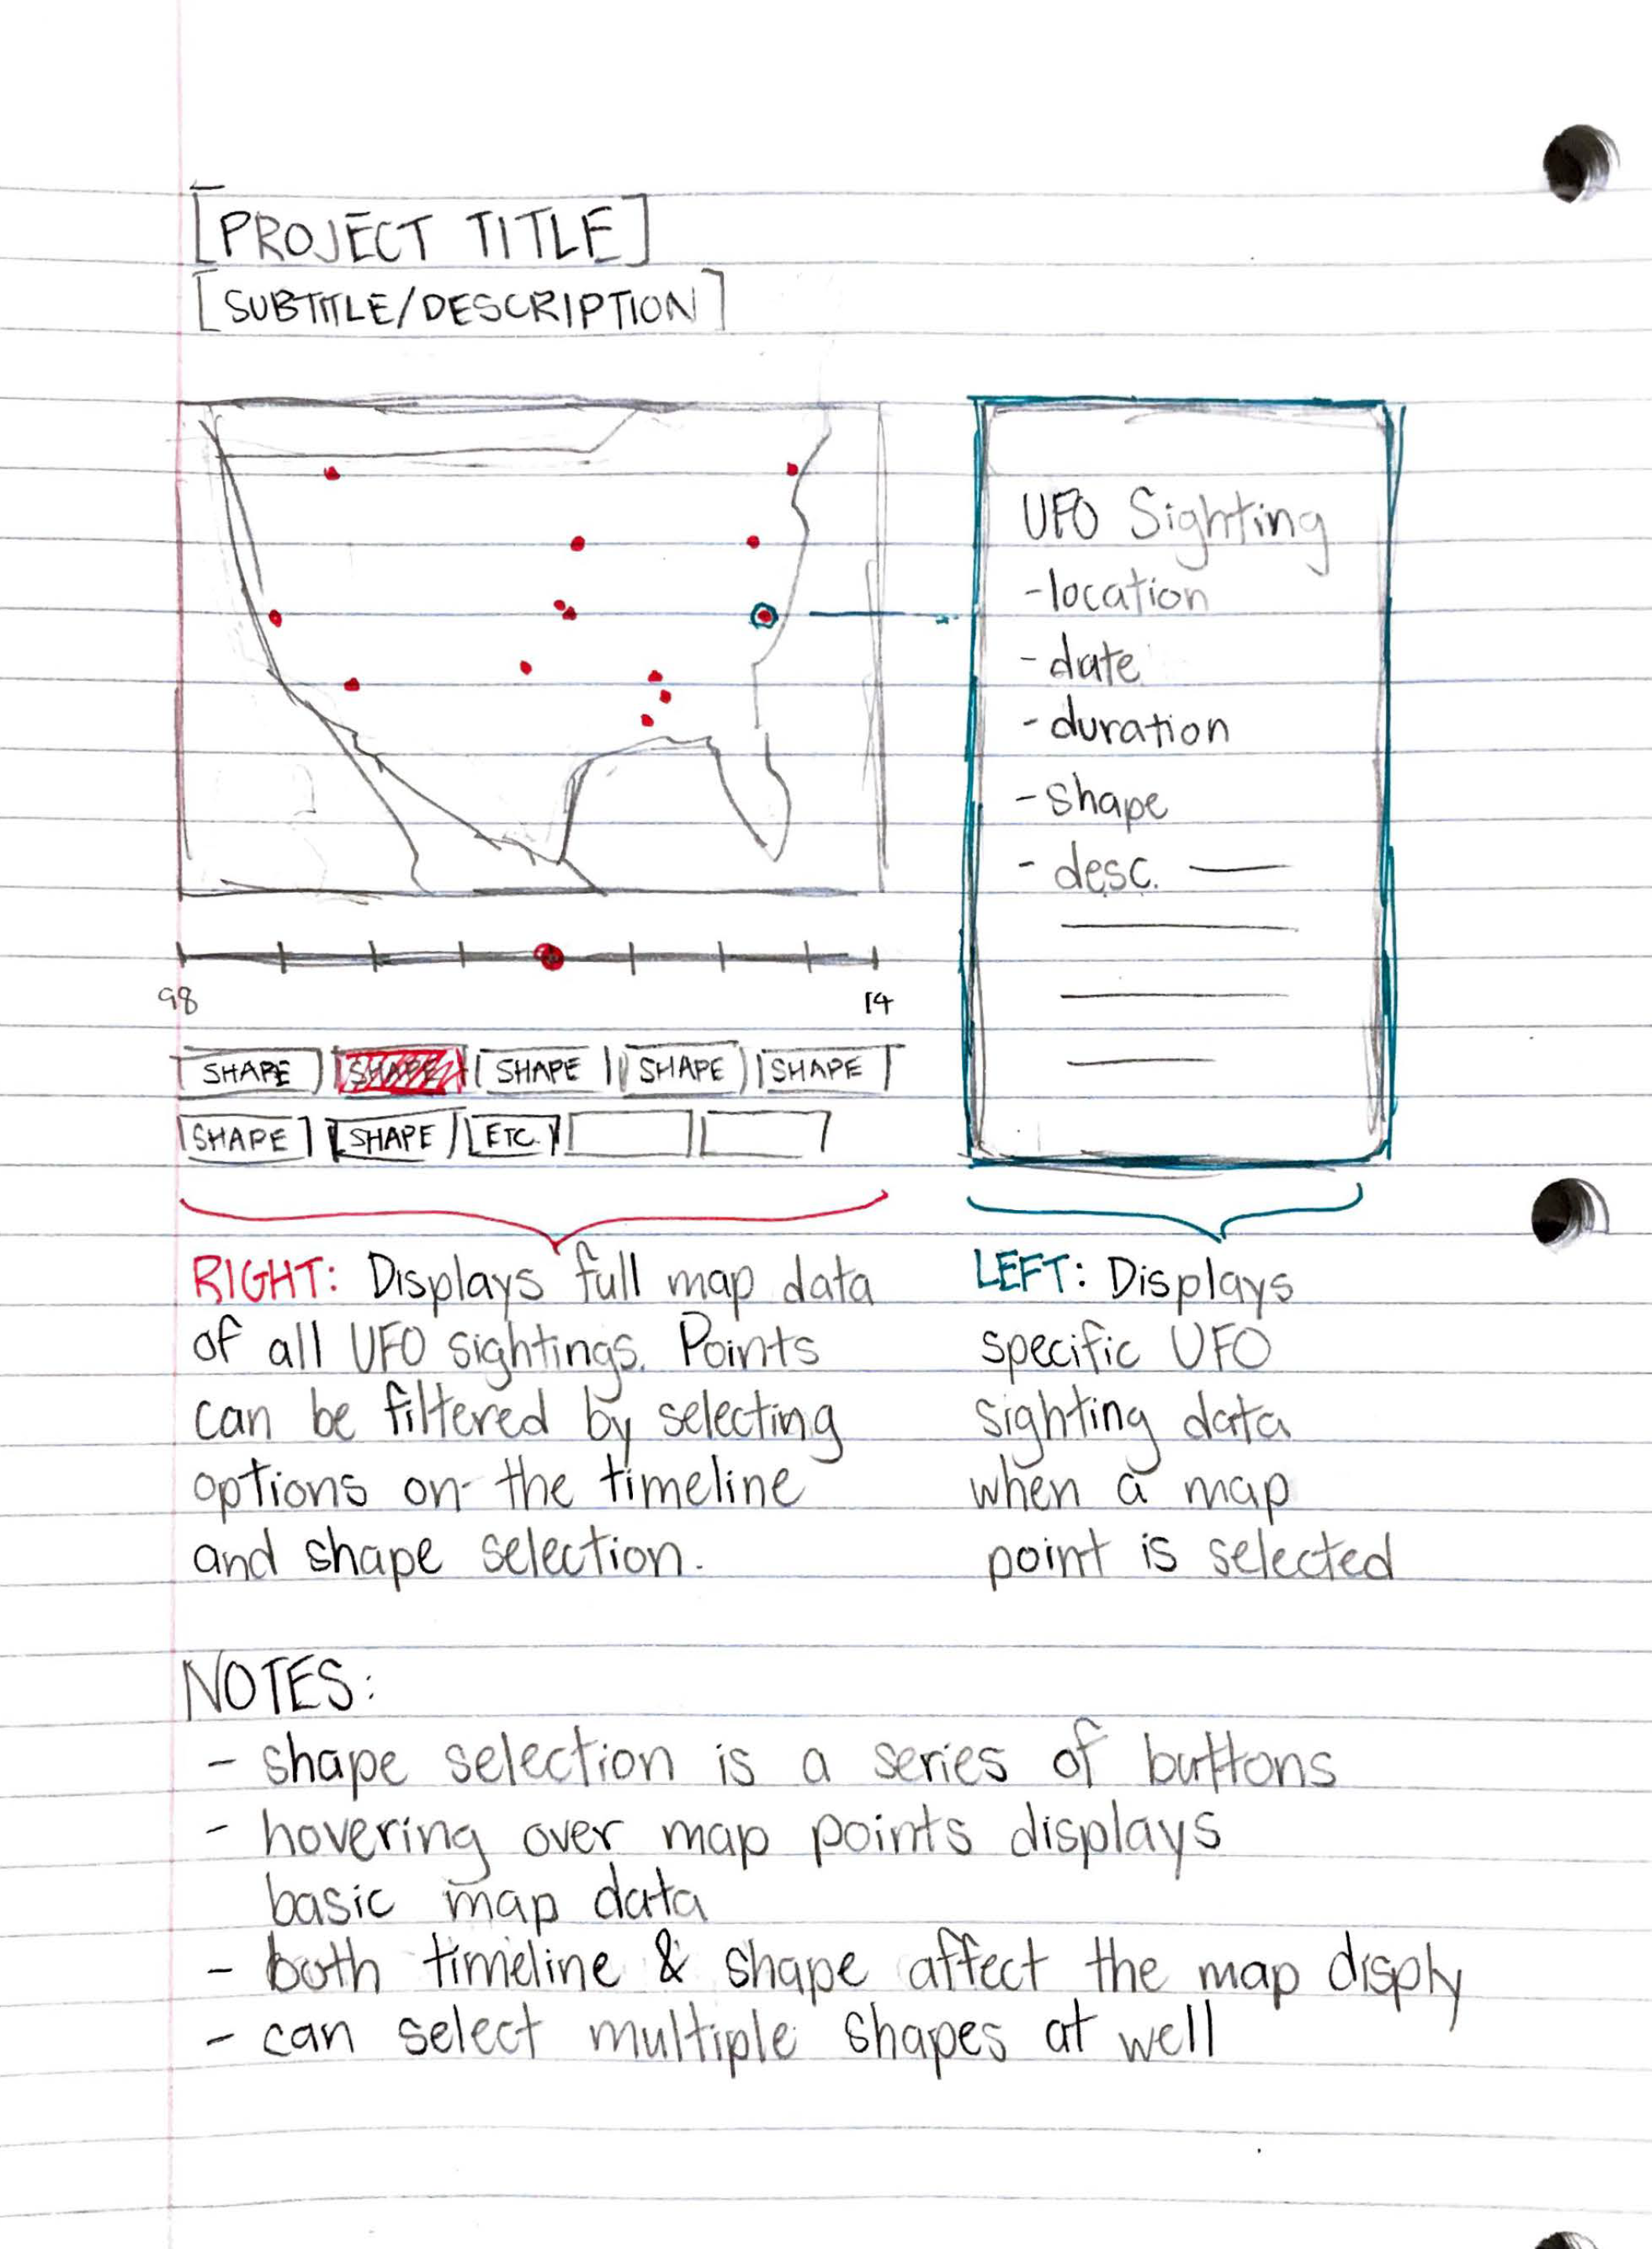 [PROJECT TITLE]
[SUBTITLE/DESCRIPTION]
UFO Sighting
-location
-date
-duration
-shape
-desc.
98
14
SHAPE SHAPE SHAPE SHAPE SHAPE
SHAPE SHAPE ETC.
RIGHT: Displays full map data
of all UFO sightings. Points
can be filtered by selecting
options on the timeline
and shape selection.
LEFT: Displays
specific UFO
sighting data
when a map
point is selected
NOTES:
- shape selection is a series of buttons
- hovering over map points displays
basic map data
- both timeline & shape affect the map disply
- can select multiple shapes at well